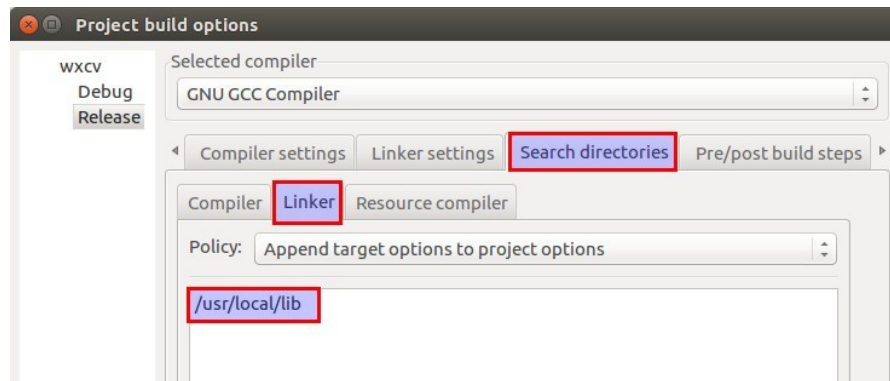 Project build options
wxcv
Debug
Release
Selected compiler
GNU GCC Compiler
Compiler settings Linker settings Search directories Pre/post build steps
Compiler Linker Resource compiler
Policy: Append target options to project options
/usr/local/lib